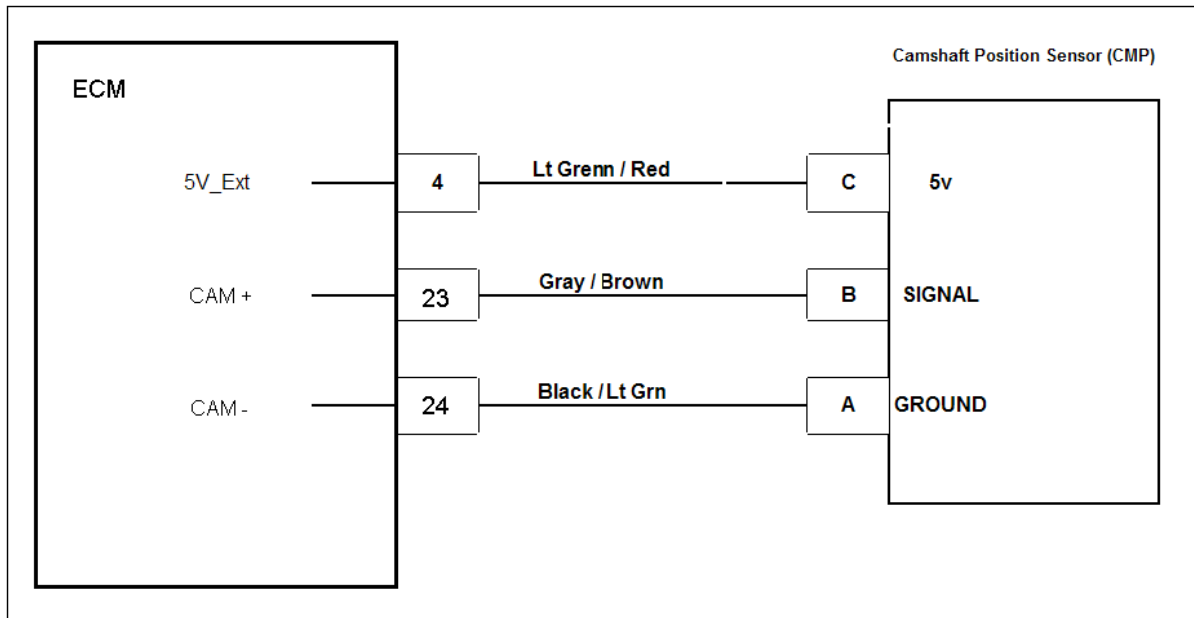 Camshaft Position Sensor (CMP)
ECM
5V_Ext
4
Lt Grenn / Red
C
5v
CAM +
23
Gray / Brown
B
SIGNAL
CAM -
24
Black / Lt Grn
A
GROUND